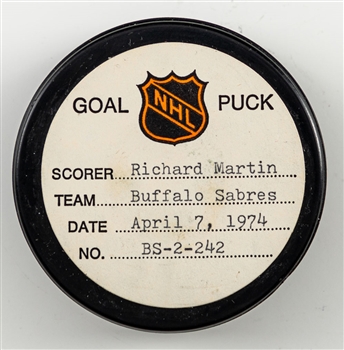 GOAL NHL PUCK
SCORER Richard Martin
TEAM Buffalo Sabres
DATE April 7, 1974
NO. BS-2-242